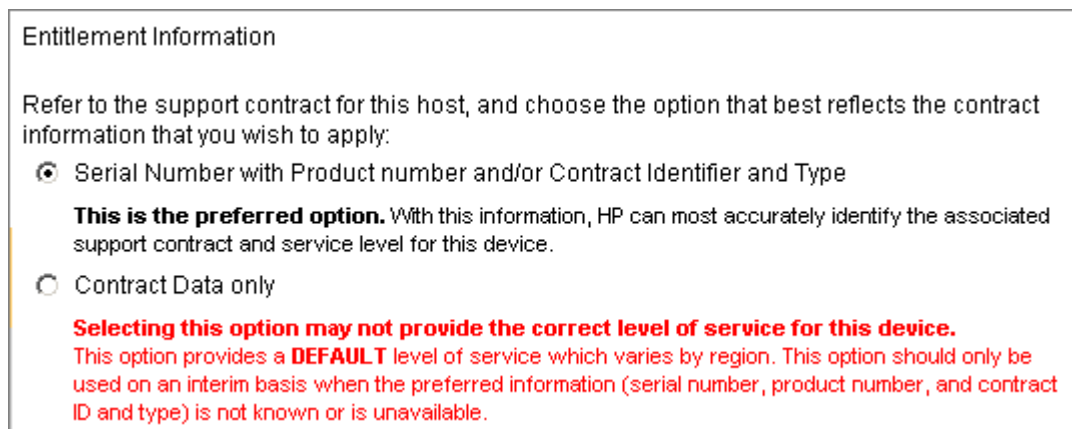 Entitlement Information
Refer to the support contract for this host, and choose the option that best reflects the contract
information that you wish to apply:
Serial Number with Product number and/or Contract Identifier and Type
This is the preferred option. With this information, HP can most accurately identify the associated
support contract and service level for this device.
Contract Data only
Selecting this option may not provide the correct level of service for this device.
This option provides a DEFAULT level of service which varies by region. This option should only be
used on an interim basis when the preferred information (serial number, product number, and contract
ID and type) is not known or is unavailable.